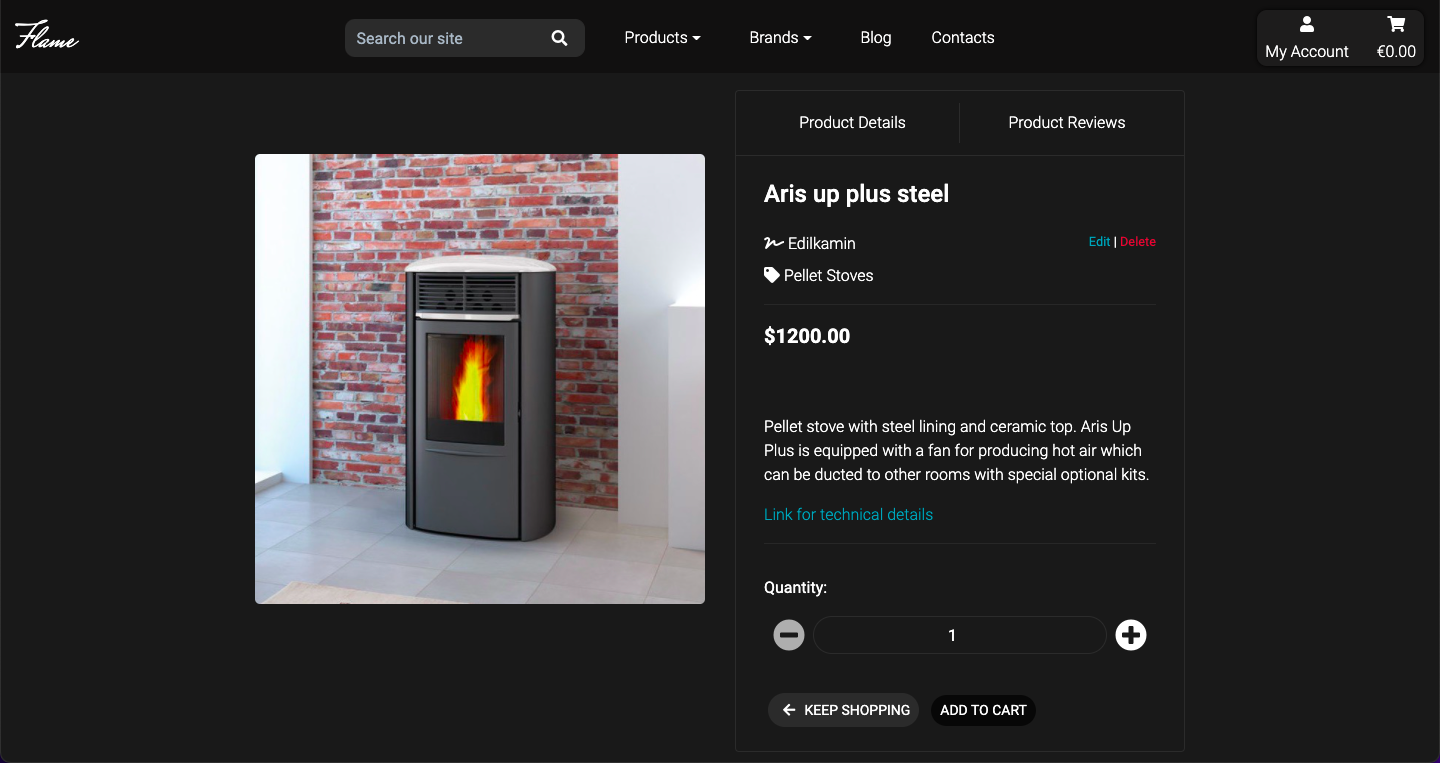 Flame
Search our site
Products
Brands
Blog
Contacts
My Account
€0.00
Product Details
Product Reviews
Aris up plus steel
Edilkamin
Edit | Delete
Pellet Stoves
$1200.00
Pellet stove with steel lining and ceramic top. Aris Up
Plus is equipped with a fan for producing hot air which
can be ducted to other rooms with special optional kits.
Link for technical details
Quantity:
1
KEEP SHOPPING
ADD TO CART